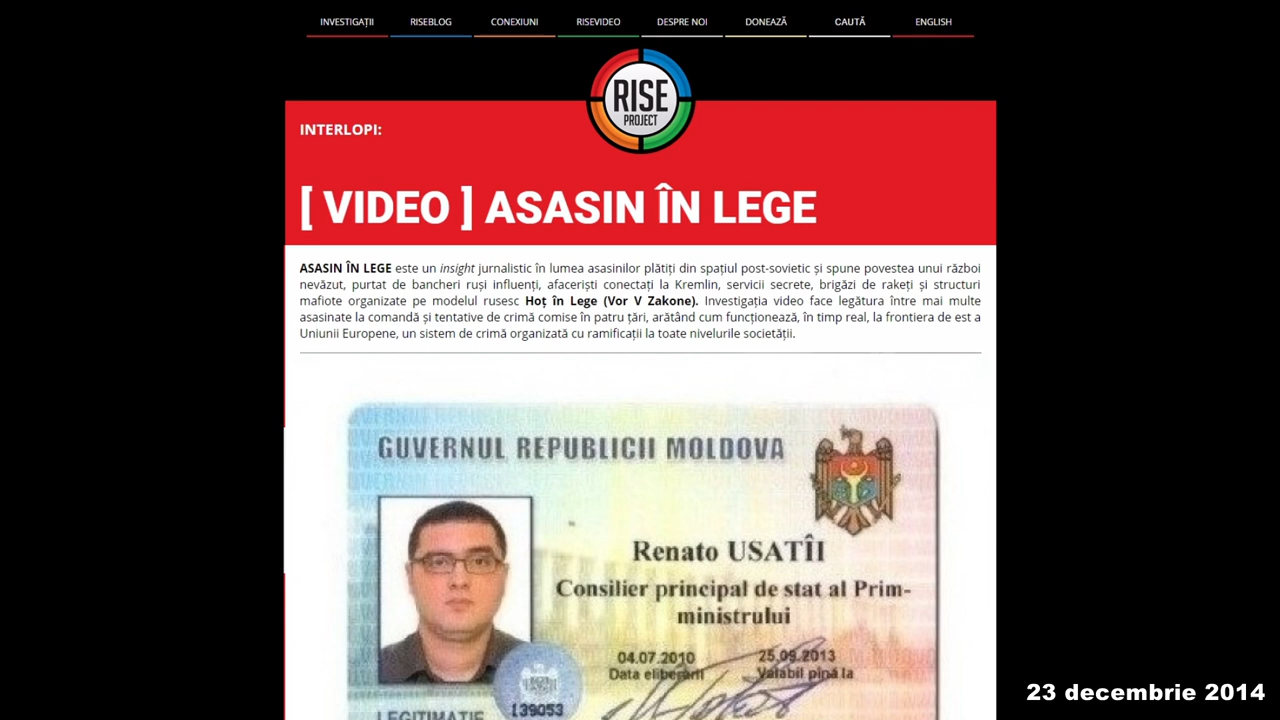 INVESTIGAȚII RISEBLOG CONEXIUNI RISEVIDEO DESPRE NOI DONEAZĂ CAUTĂ ENGLISH
RISE
PROJECT
INTERLOPI:
[ VIDEO ] ASASIN ÎN LEGE
ASASIN ÎN LEGE este un insight jurnalistic în lumea asasinilor plătiți din spațiul post-sovietic și spune povestea unui război
nevăzut, purtat de bancheri ruși influenți, afaceriști conectați la Kremlin, servicii secrete, brigăzi de racheți și structuri
mafiote organizate pe modelul rusesc Hoț în Lege (Vor V Zakone). Investigația video face legătura între mai multe
asasinate la comandă și tentative de crimă comise în patru țări, arătând cum funcționează, în timp real, la frontiera de est a
Uniunii Europene, un sistem de crimă organizată cu ramificații la toate nivelurile societății.
GUVERNUL REPUBLICII MOLDOVA
Renato USATÎI
Consilier principal de stat al Prim-
ministrului
04.07.2010 25.09.2013
Data eliberării Valabil pînă la
LEGITIMAȚIE 139053
23 decembrie 2014